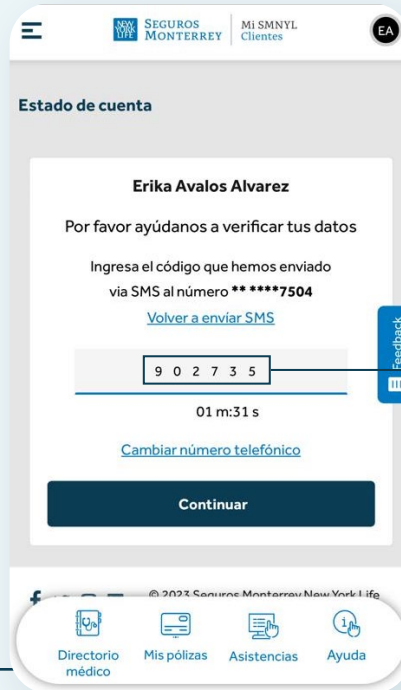 NEW
YORK
LIFE
SEGUROS
MONTERREY
Mi SMNYL
Clientes
EA
Estado de cuenta
Erika Avalos Alvarez
Por favor ayúdanos a verificar tus datos
Ingresa el código que hemos enviado
via SMS al número ** ****7504
Volver a envíar SMS
Feedback
9 0 2 7 3 5
01 m:31 s
Cambiar número telefónico
Continuar
© 2023 Seguros Monterrey New York Life
Directorio médico
Mis pólizas
Asistencias
Ayuda